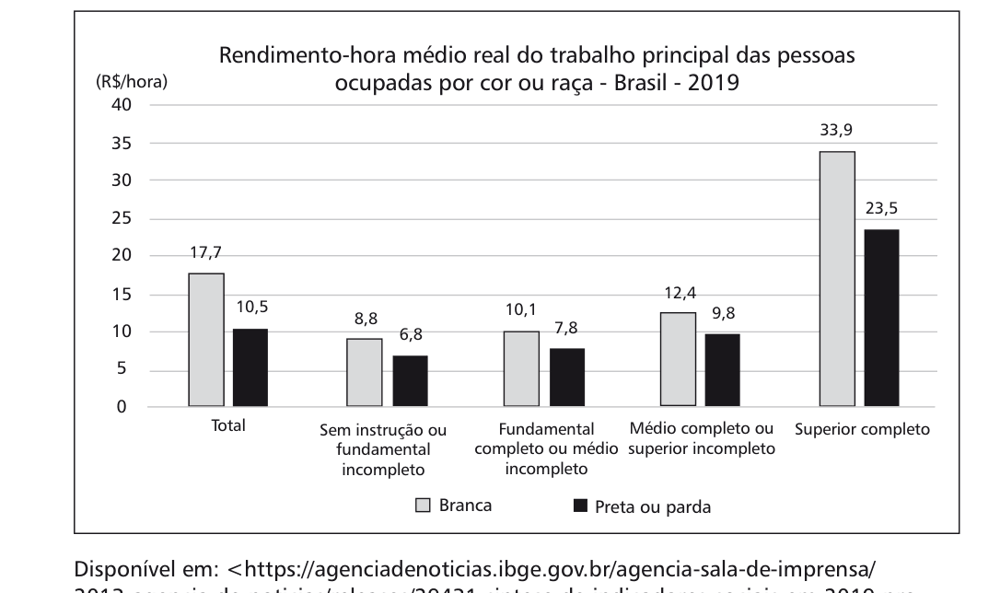 Rendimento-hora médio real do trabalho principal das pessoas
ocupadas por cor ou raça - Brasil - 2019
(R$/hora)
40
35
30
25
20
15
10
5
0
17,7
10,5
8,8
6,8
10,1
7,8
12,4
9,8
33,9
23,5
Total
Sem instrução ou
fundamental
incompleto
Fundamental
completo ou médio
incompleto
Médio completo ou
superior incompleto
Superior completo
Branca
Preta ou parda
Disponível em: <https://agenciadenoticias.ibge.gov.br/agencia-sala-de-imprensa/